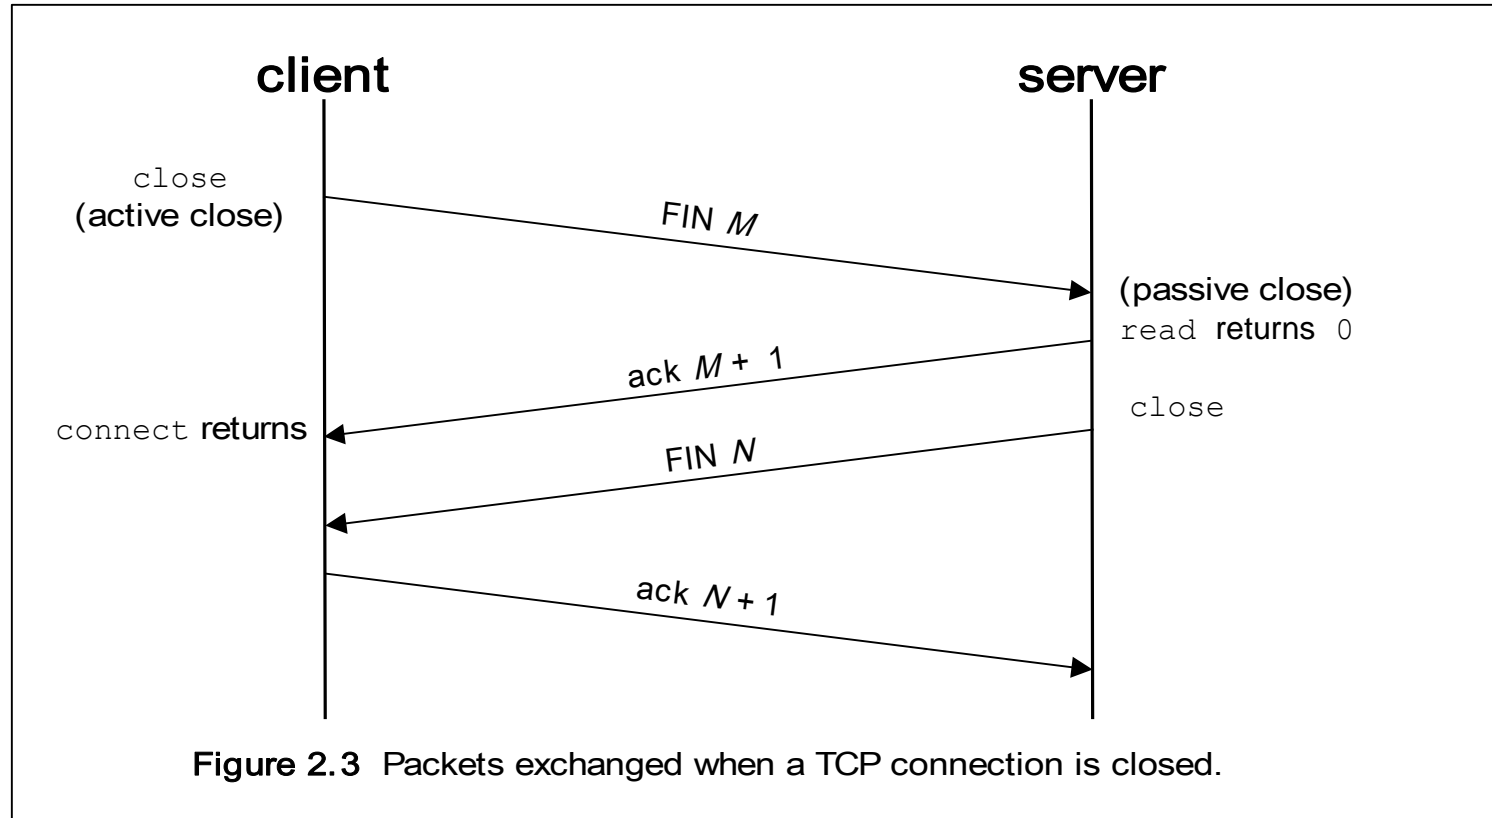 client
server
close
(active close)
FIN M
(passive close)
read returns 0
ack M + 1
close
connect returns
FIN N
ack N + 1
Figure 2.3 Packets exchanged when a TCP connection is closed.